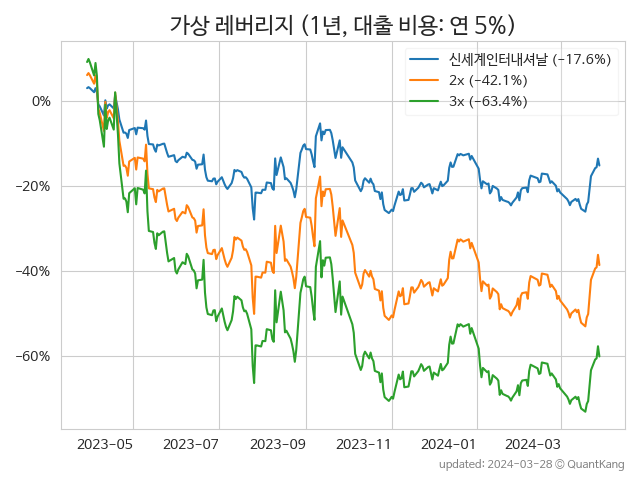 가상 레버리지 (1년, 대출 비용: 연 5%)
신세계인터내셔날 (−17.6%)
2x (−42.1%)
3x (−63.4%)
0%
−20%
−40%
−60%
2023-05
2023-07
2023-09
2023-11
2024-01
2024-03
updated: 2024-03-28 © QuantKang